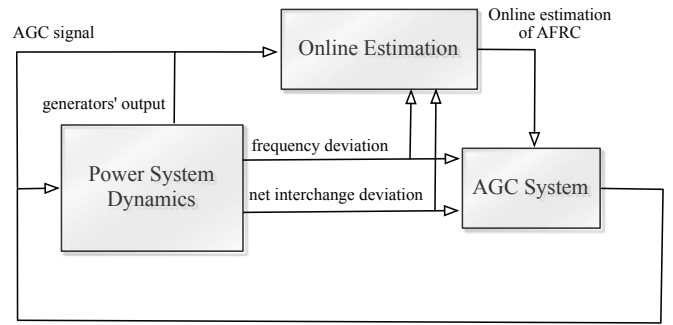 AGC signal
Online Estimation
Online estimation
of AFRC
generators' output
Power System
Dynamics
frequency deviation
net interchange deviation
AGC System